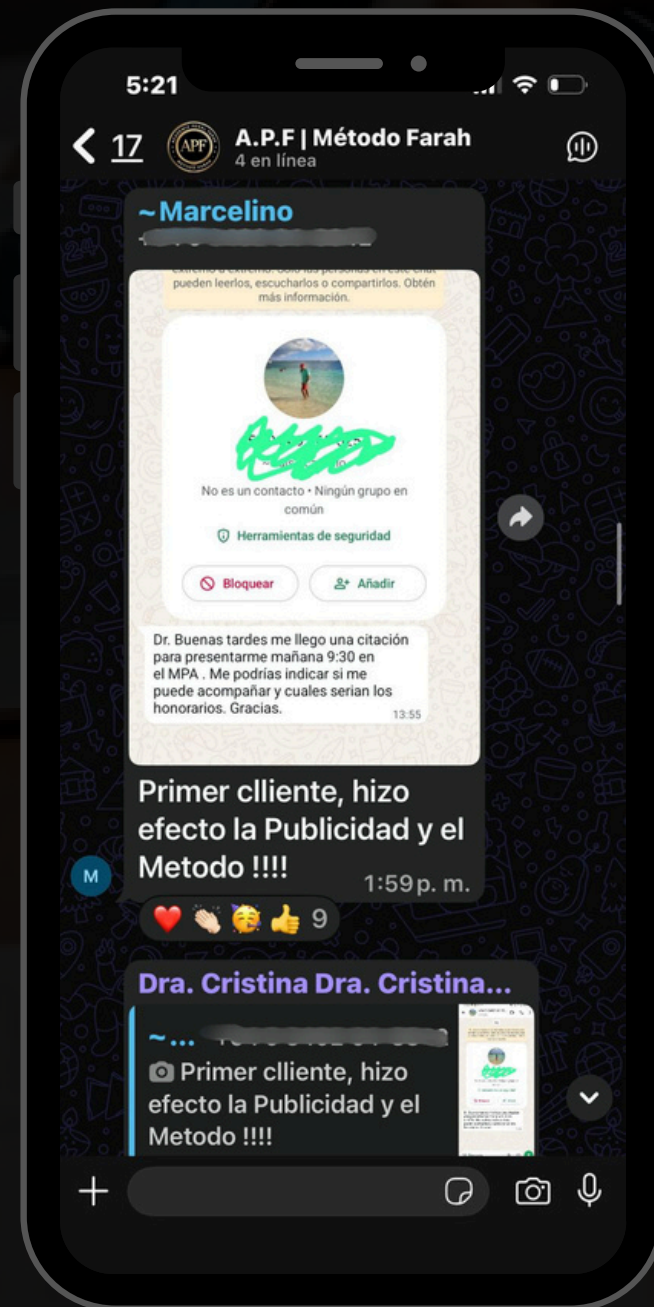 5:21
17
APF
A.P.F | Método Farah
4 en línea
~Marcelino
extremo a extremo. Solo las personas en este chat
pueden leerlos, escucharlos o compartirlos. Obtén
más información.
No es un contacto • Ningún grupo en
común
Herramientas de seguridad
Bloquear
Añadir
Dr. Buenas tardes me llego una citación
para presentarme mañana 9:30 en
el MPA . Me podrías indicar si me
puede acompañar y cuales serian los
honorarios. Gracias.
13:55
Primer clliente, hizo
efecto la Publicidad y el
Metodo !!!!
1:59 p. m.
M
9
Dra. Cristina Dra. Cristina...
~...
Primer clliente, hizo
efecto la Publicidad y el
Metodo !!!!